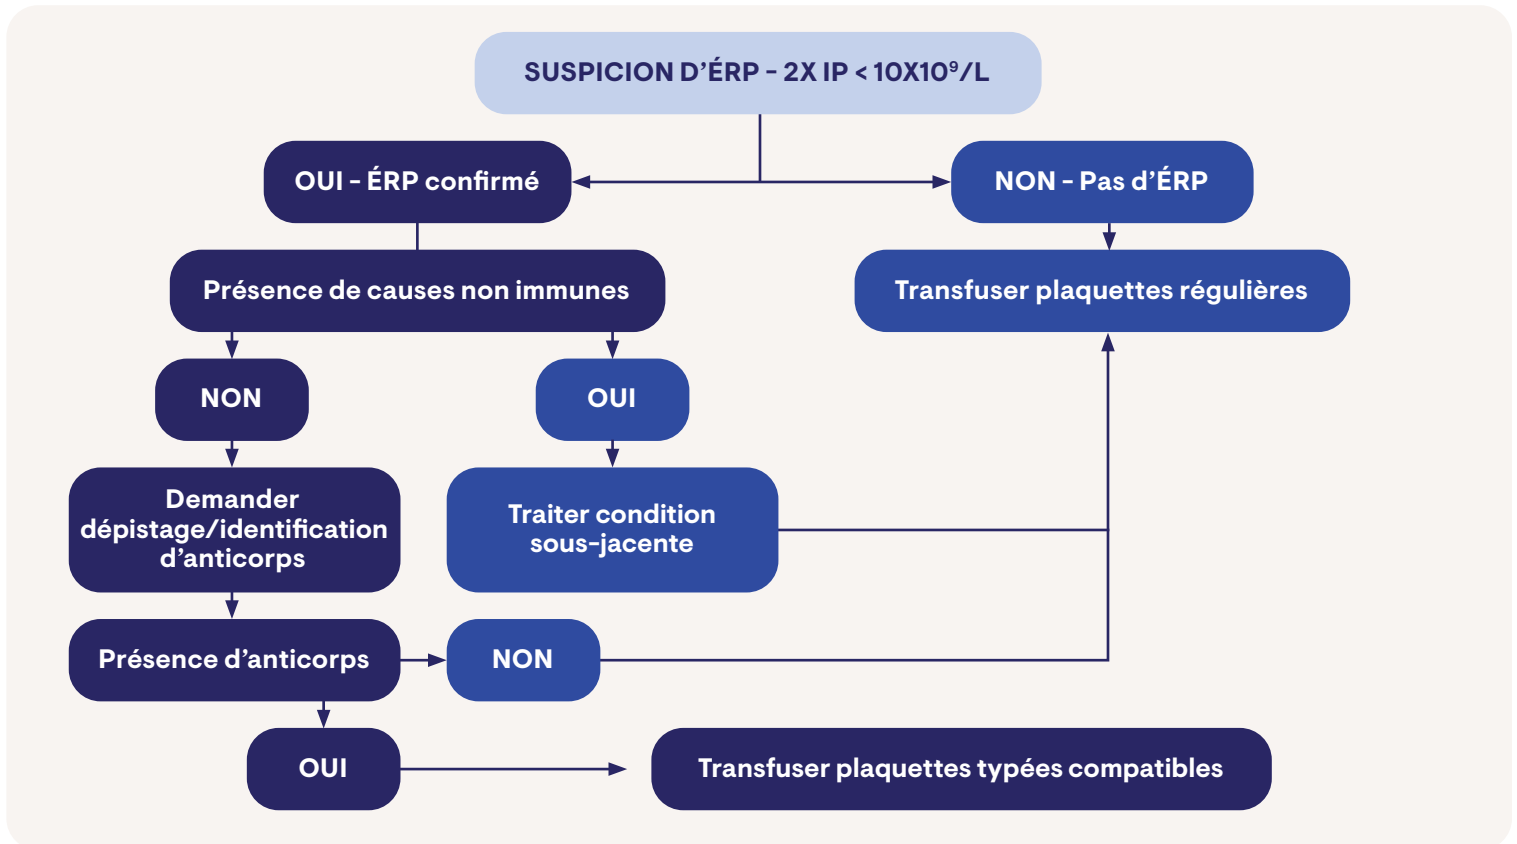 SUSPICION D’ÉRP - 2X IP < 10X10⁹/L
OUI - ÉRP confirmé
NON - Pas d’ÉRP
Présence de causes non immunes
Transfuser plaquettes régulières
NON
OUI
Demander
dépistage/identification
d’anticorps
Traiter condition
sous-jacente
Présence d’anticorps
NON
OUI
Transfuser plaquettes typées compatibles